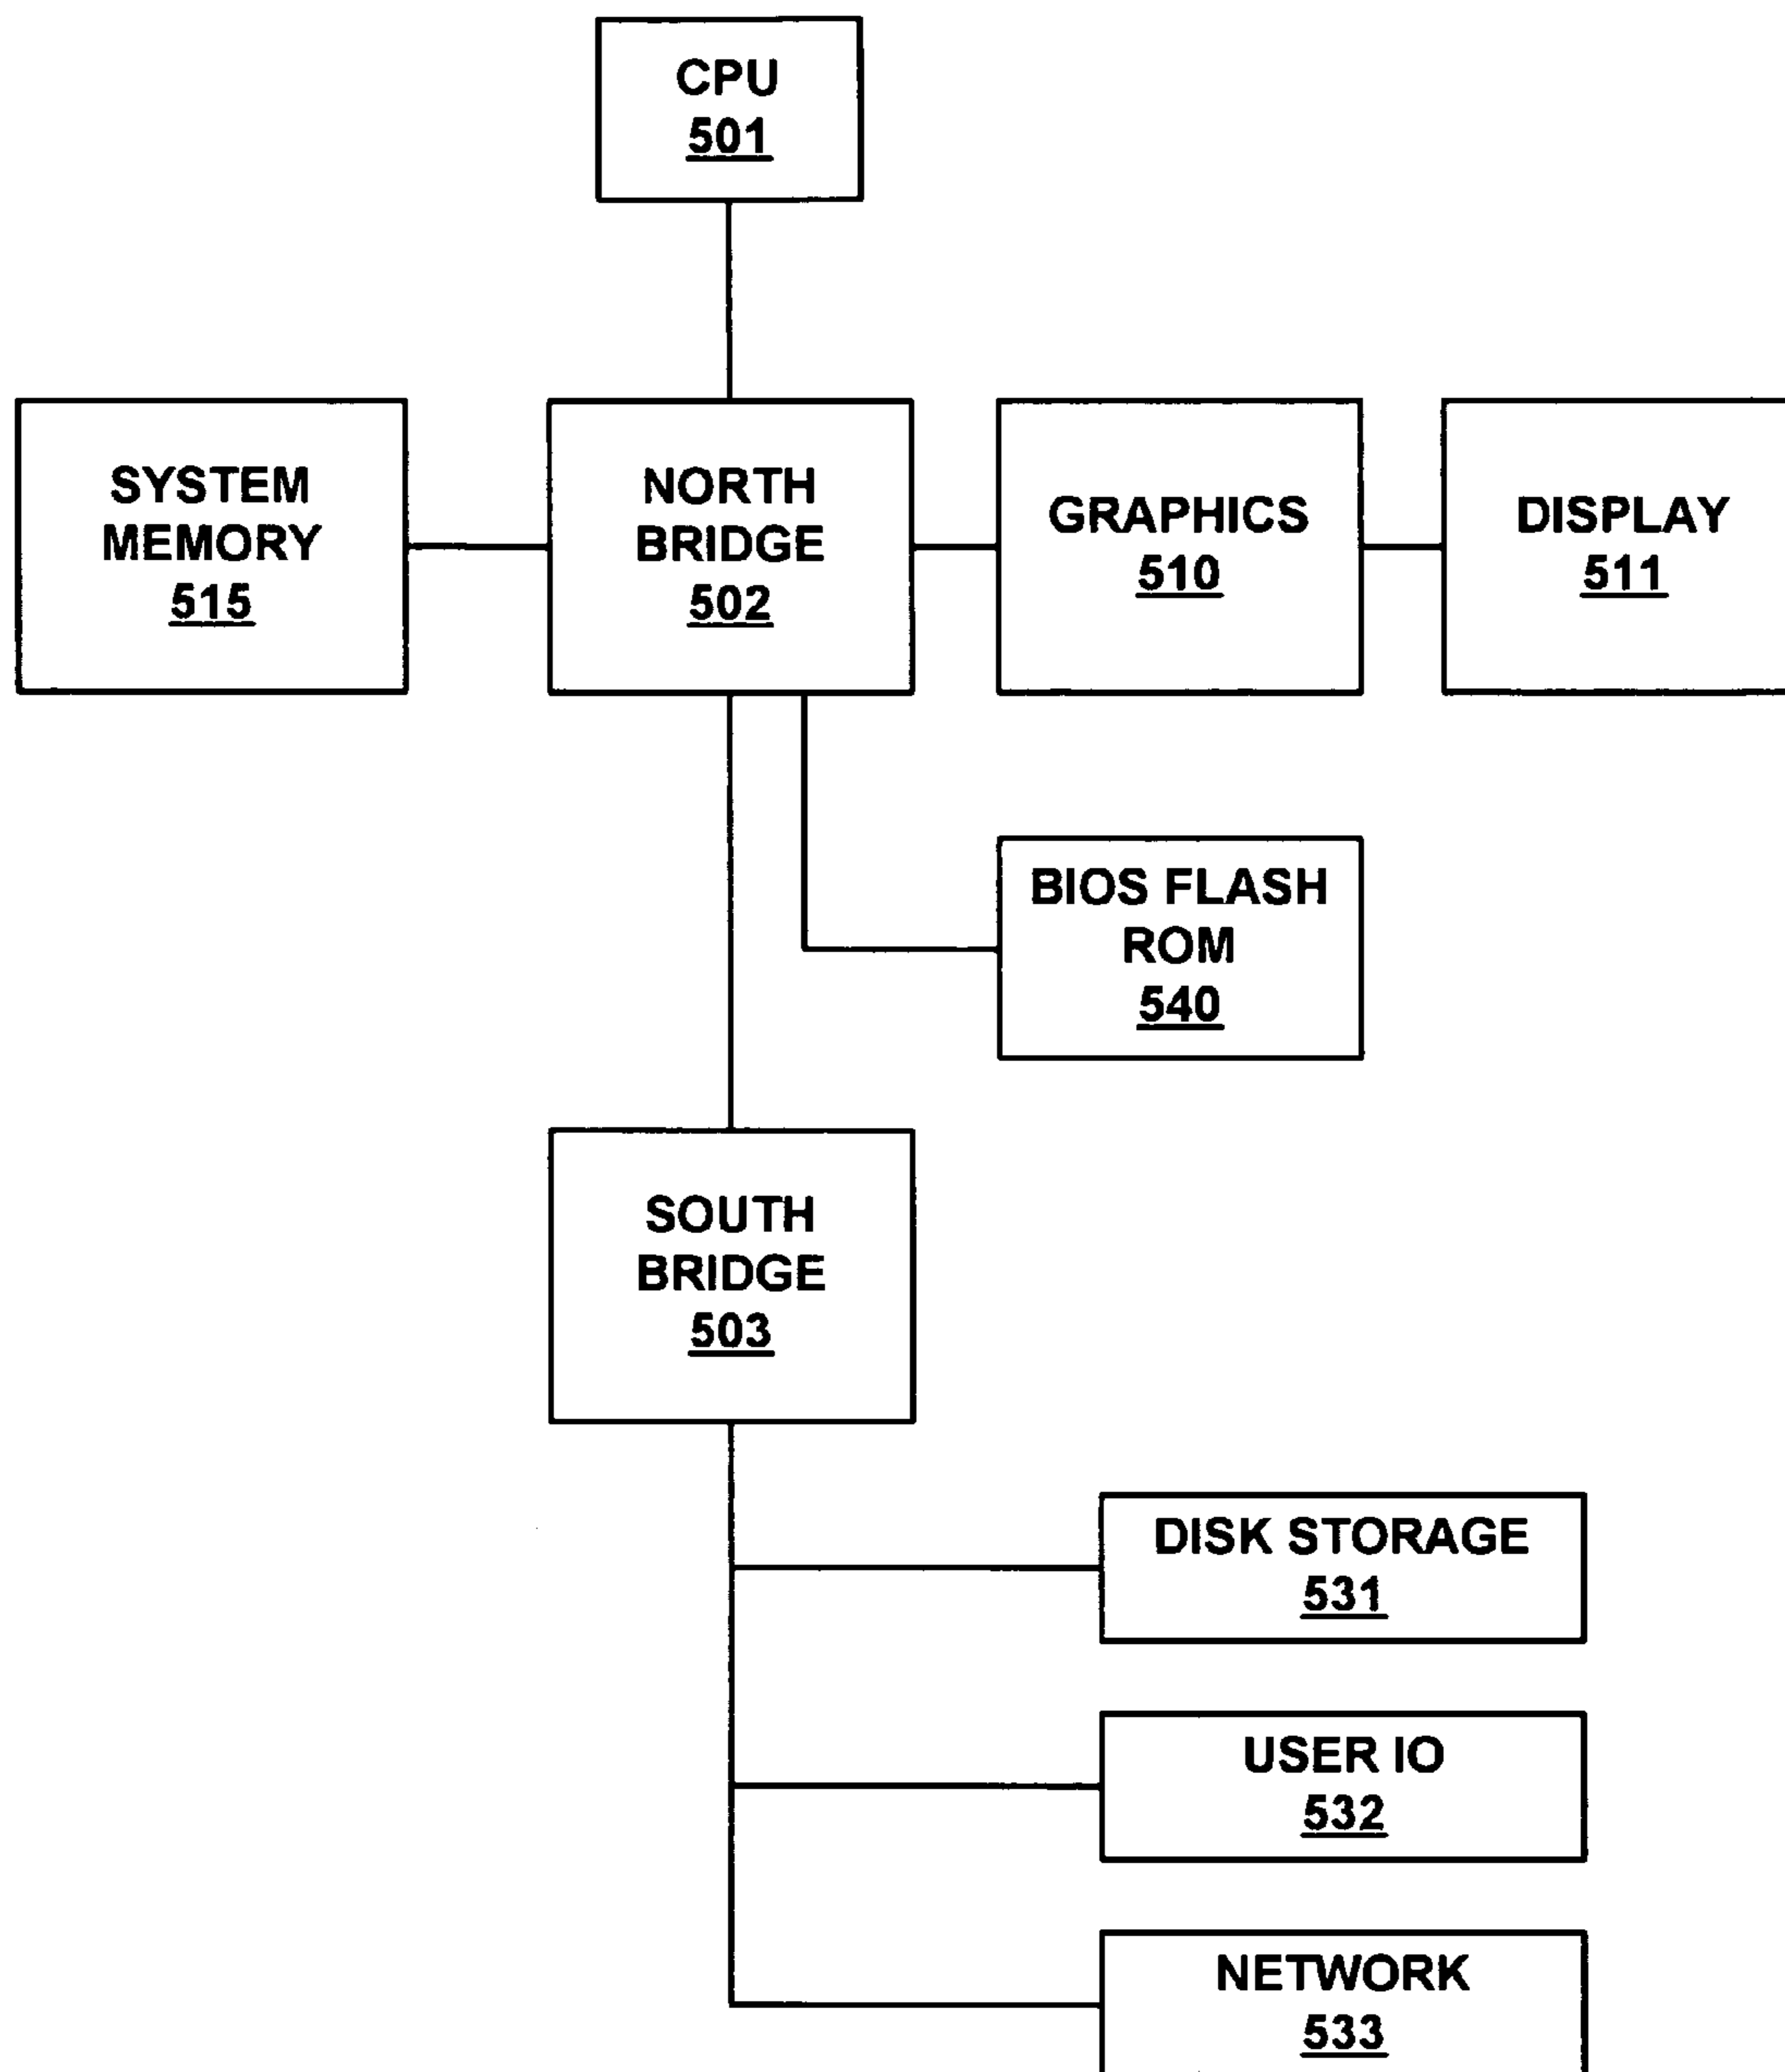 CPU
501
SYSTEM
MEMORY
515
NORTH
BRIDGE
502
GRAPHICS
510
DISPLAY
511
BIOS FLASH
ROM
540
SOUTH
BRIDGE
503
DISK STORAGE
531
USER IO
532
NETWORK
533